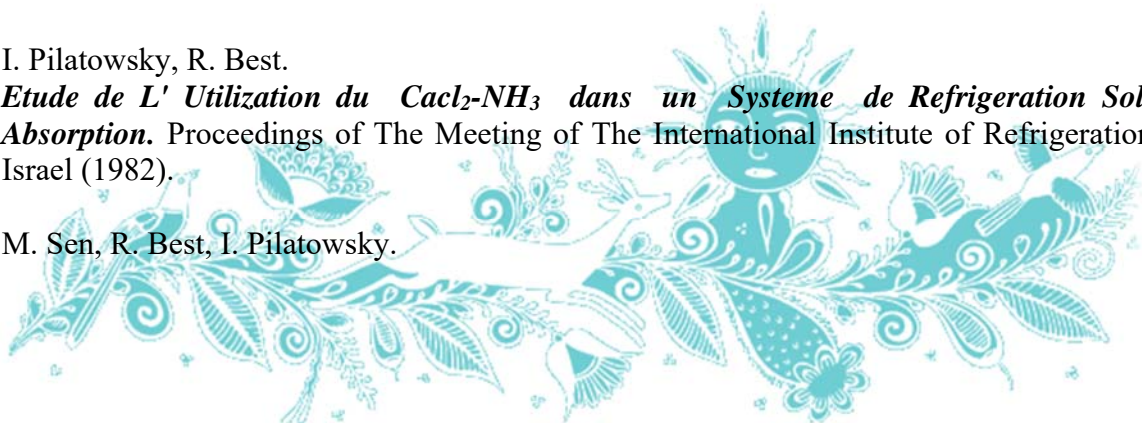 I. Pilatowsky, R. Best.
Etude de L' Utilization du Cacl₂-NH₃ dans un Systeme de Refrigeration
Absorption. Proceedings of The Meeting of The International Institute of Refrigeration
Israel (1982).
M. Sen, R. Best, I. Pilatowsky.